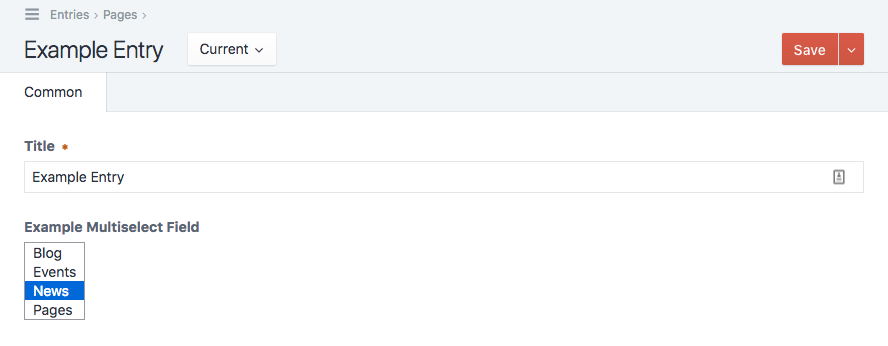 Entries › Pages ›
Example Entry Current Save
Common
Title *
Example Entry
Example Multiselect Field
Blog
Events
News
Pages